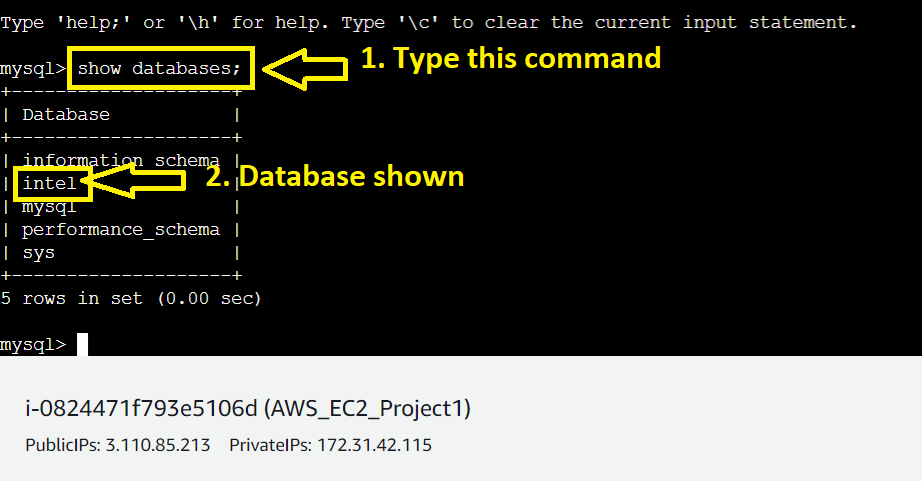 Type 'help;' or '\h' for help. Type '\c' to clear the current input statement.
mysql> show databases; 1. Type this command
+--------------------+
| Database           |
+--------------------+
| information_schema |
| intel              | 2. Database shown
| mysql              |
| performance_schema |
| sys                |
+--------------------+
5 rows in set (0.00 sec)
mysql>
i-0824471f793e5106d (AWS_EC2_Project1)
PublicIPs: 3.110.85.213 PrivateIPs: 172.31.42.115